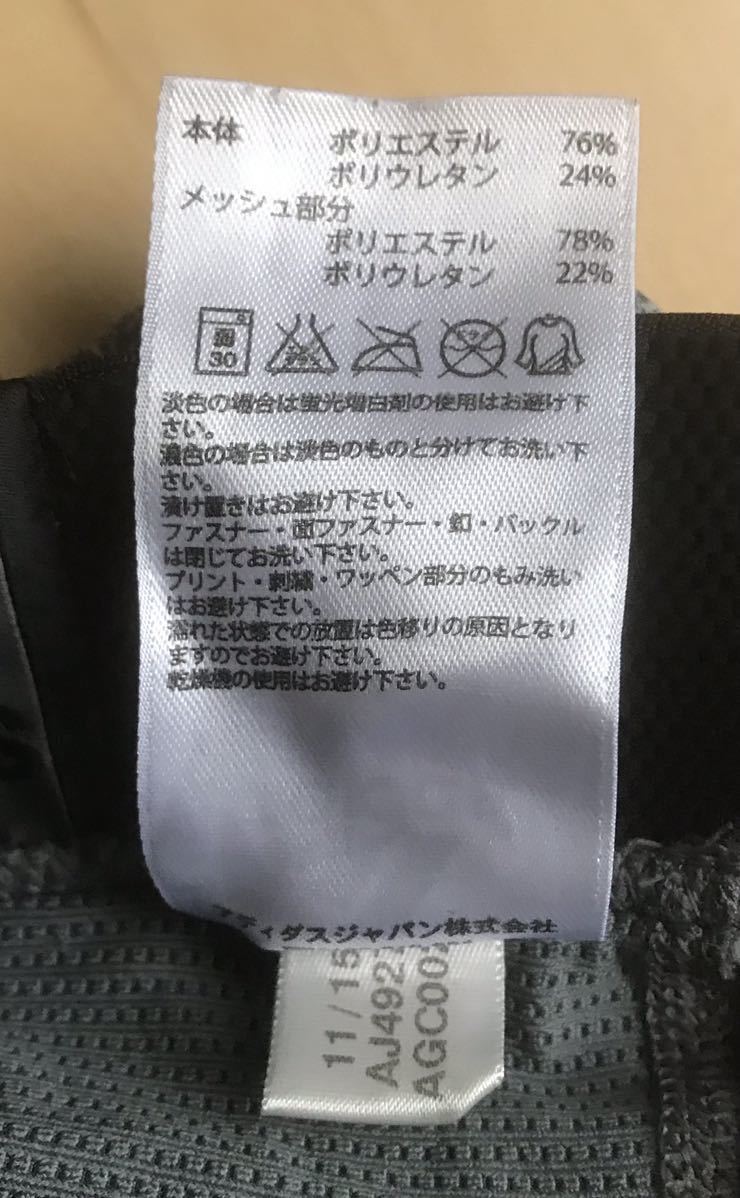 本体 ポリエステル 76%
ポリウレタン 24%
メッシュ部分
ポリエステル 78%
ポリウレタン 22%
弱
30
淡色の場合は蛍光増白剤の使用はお避け下
さい。
濃色の場合は淡色のものと分けてお洗い下
さい。
漬け置きはお避け下さい。
ファスナー・面ファスナー・釦・バックル
は閉じてお洗い下さい。
プリント・刺繍・ワッペン部分のもみ洗い
はお避け下さい。
濡れた状態での放置は色移りの原因となり
ますのでお避け下さい。
乾燥機の使用はお避け下さい。
アディダスジャパン株式会社
11/15
AJ492
AGC00